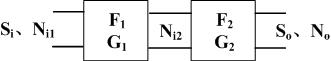 Sᵢ、Nᵢ₁ F₁ Nᵢ₂ F₂ Sₒ、Nₒ
G₁ G₂